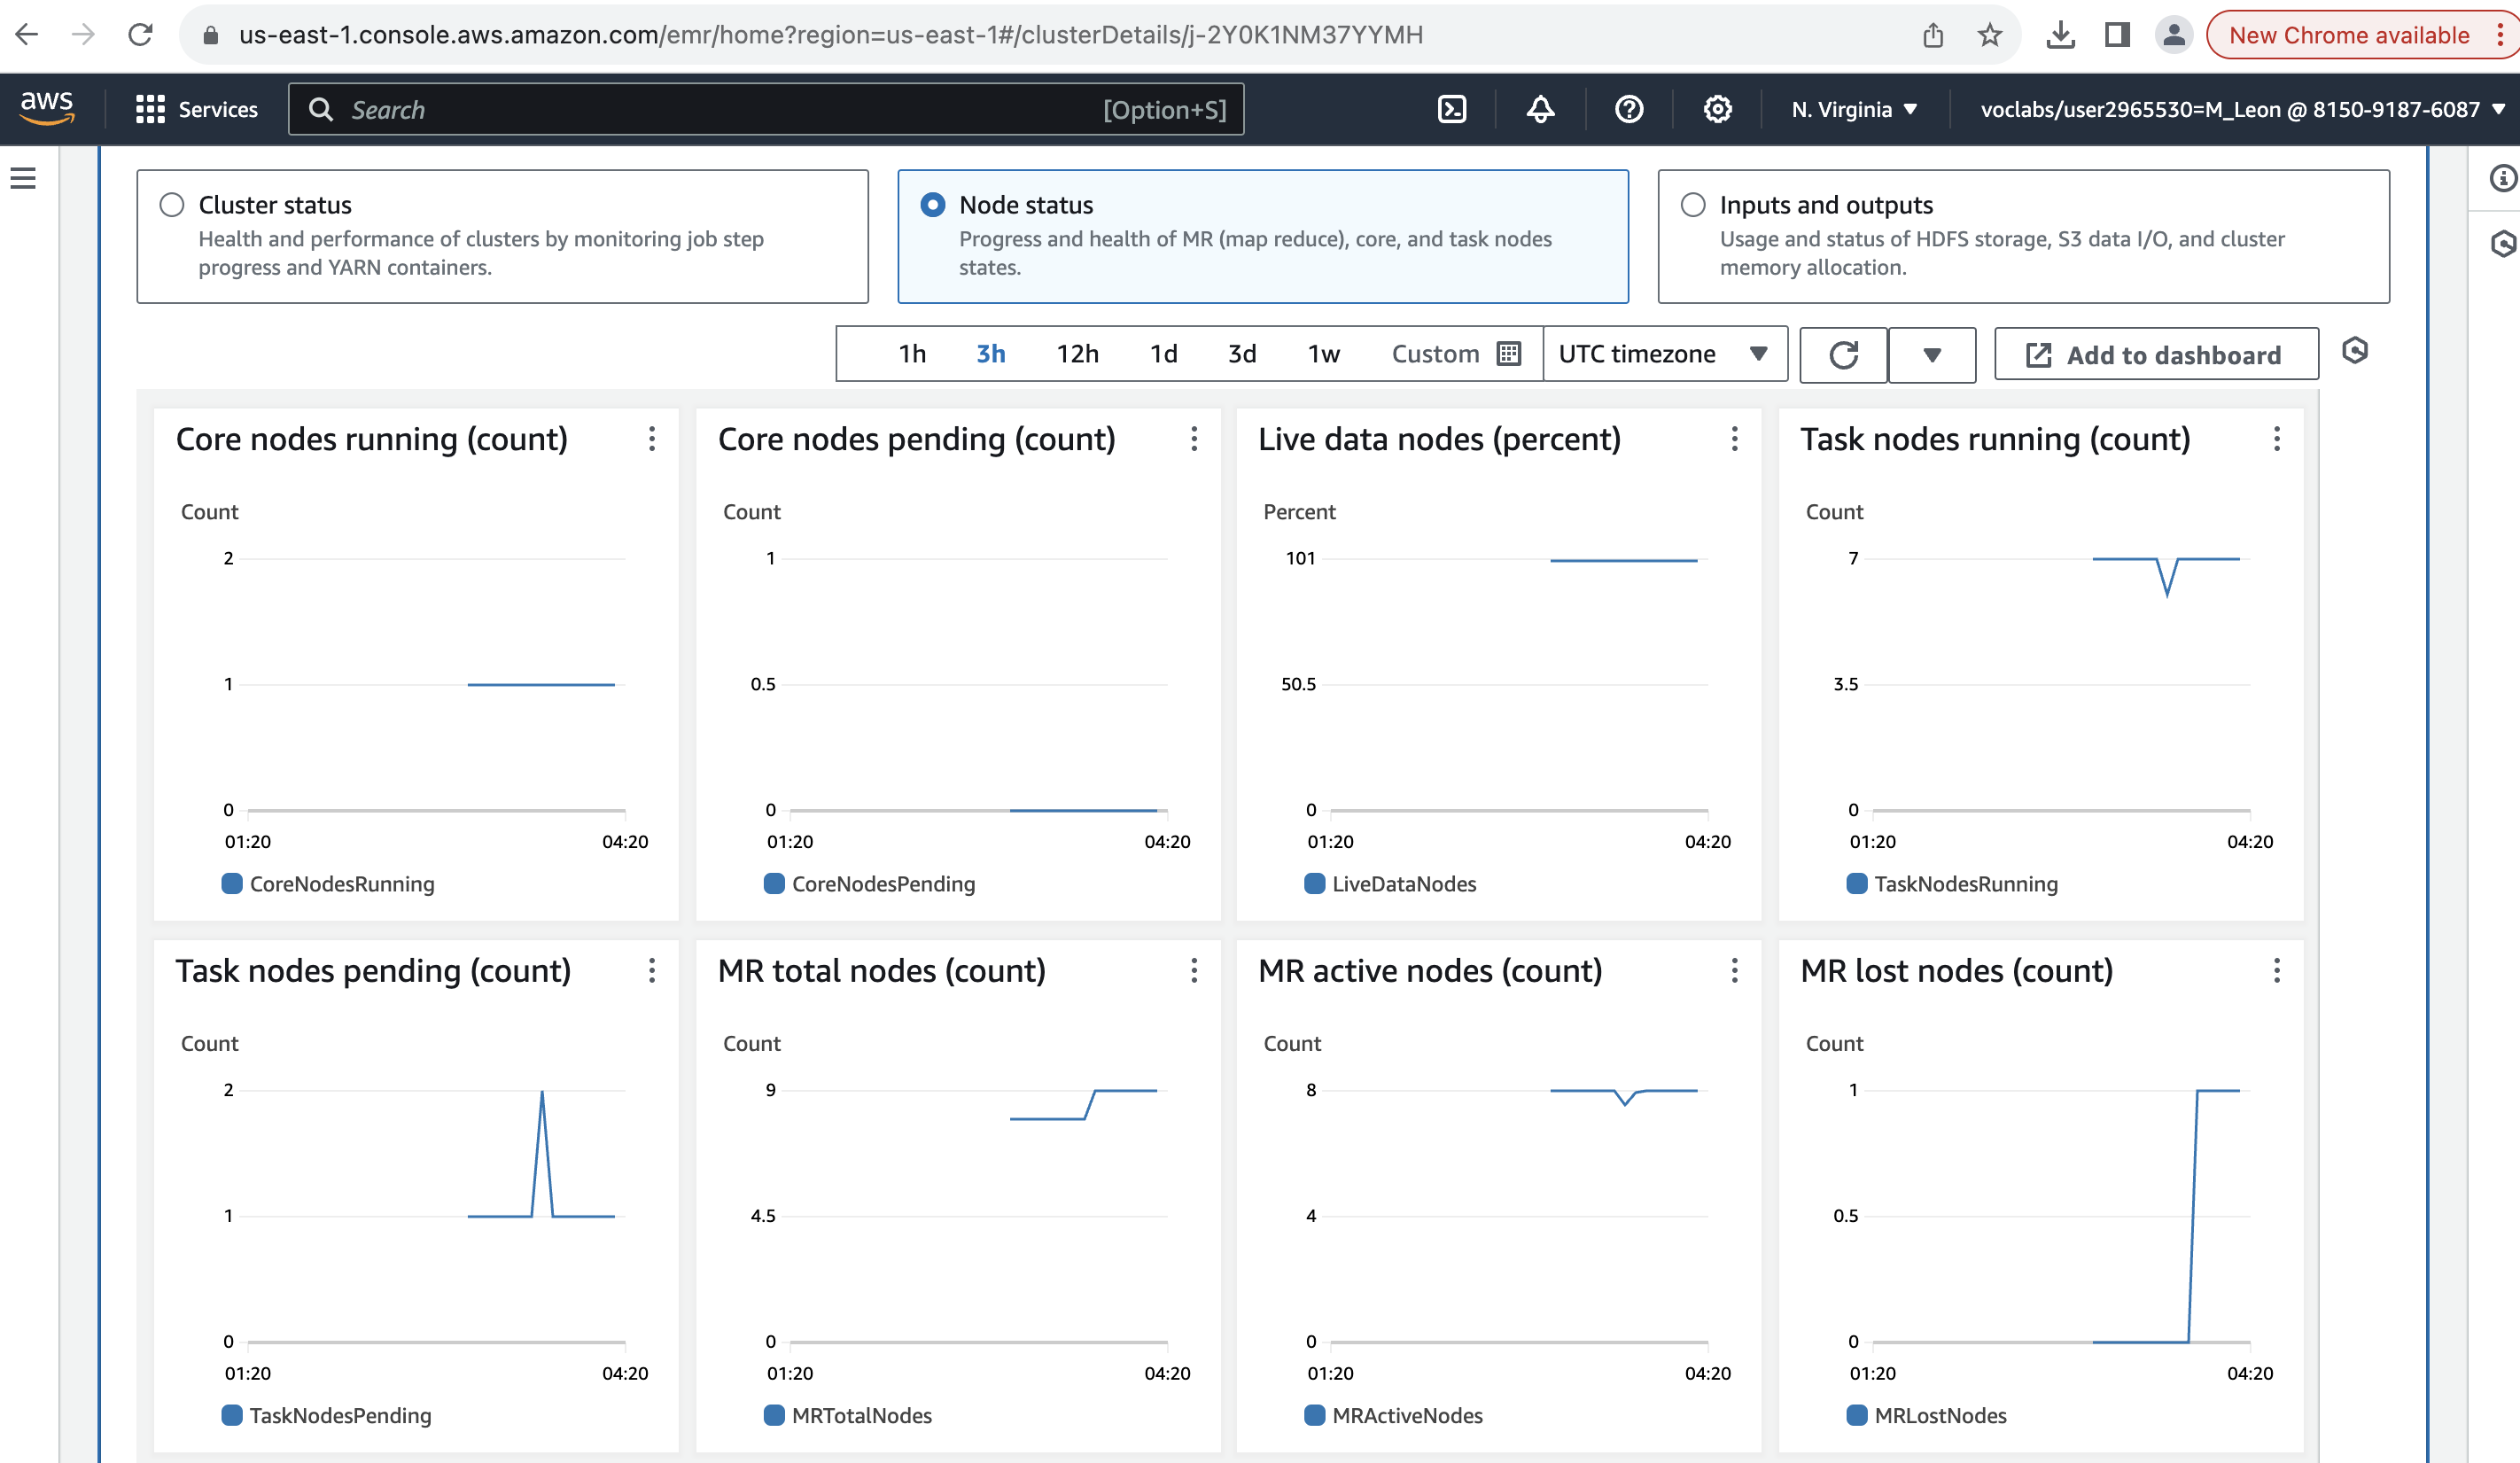 us-east-1.console.aws.amazon.com/emr/home?region=us-east-1#/clusterDetails/j-2Y0K1NM37YYMH
New Chrome available
aws
Services
Search
[Option+S]
N. Virginia
voclabs/user2965530=M_Leon @ 8150-9187-6087
Cluster status
Health and performance of clusters by monitoring job step
progress and YARN containers.
Node status
Progress and health of MR (map reduce), core, and task nodes
states.
Inputs and outputs
Usage and status of HDFS storage, S3 data I/O, and cluster
memory allocation.
1h 3h 12h 1d 3d 1w Custom
UTC timezone
Add to dashboard
Core nodes running (count)
Count
2
1
0
01:20 04:20
CoreNodesRunning
Core nodes pending (count)
Count
1
0.5
0
01:20 04:20
CoreNodesPending
Live data nodes (percent)
Percent
101
50.5
0
01:20 04:20
LiveDataNodes
Task nodes running (count)
Count
7
3.5
0
01:20 04:20
TaskNodesRunning
Task nodes pending (count)
Count
2
1
0
01:20 04:20
TaskNodesPending
MR total nodes (count)
Count
9
4.5
0
01:20 04:20
MRTotalNodes
MR active nodes (count)
Count
8
4
0
01:20 04:20
MRActiveNodes
MR lost nodes (count)
Count
1
0.5
0
01:20 04:20
MRLostNodes